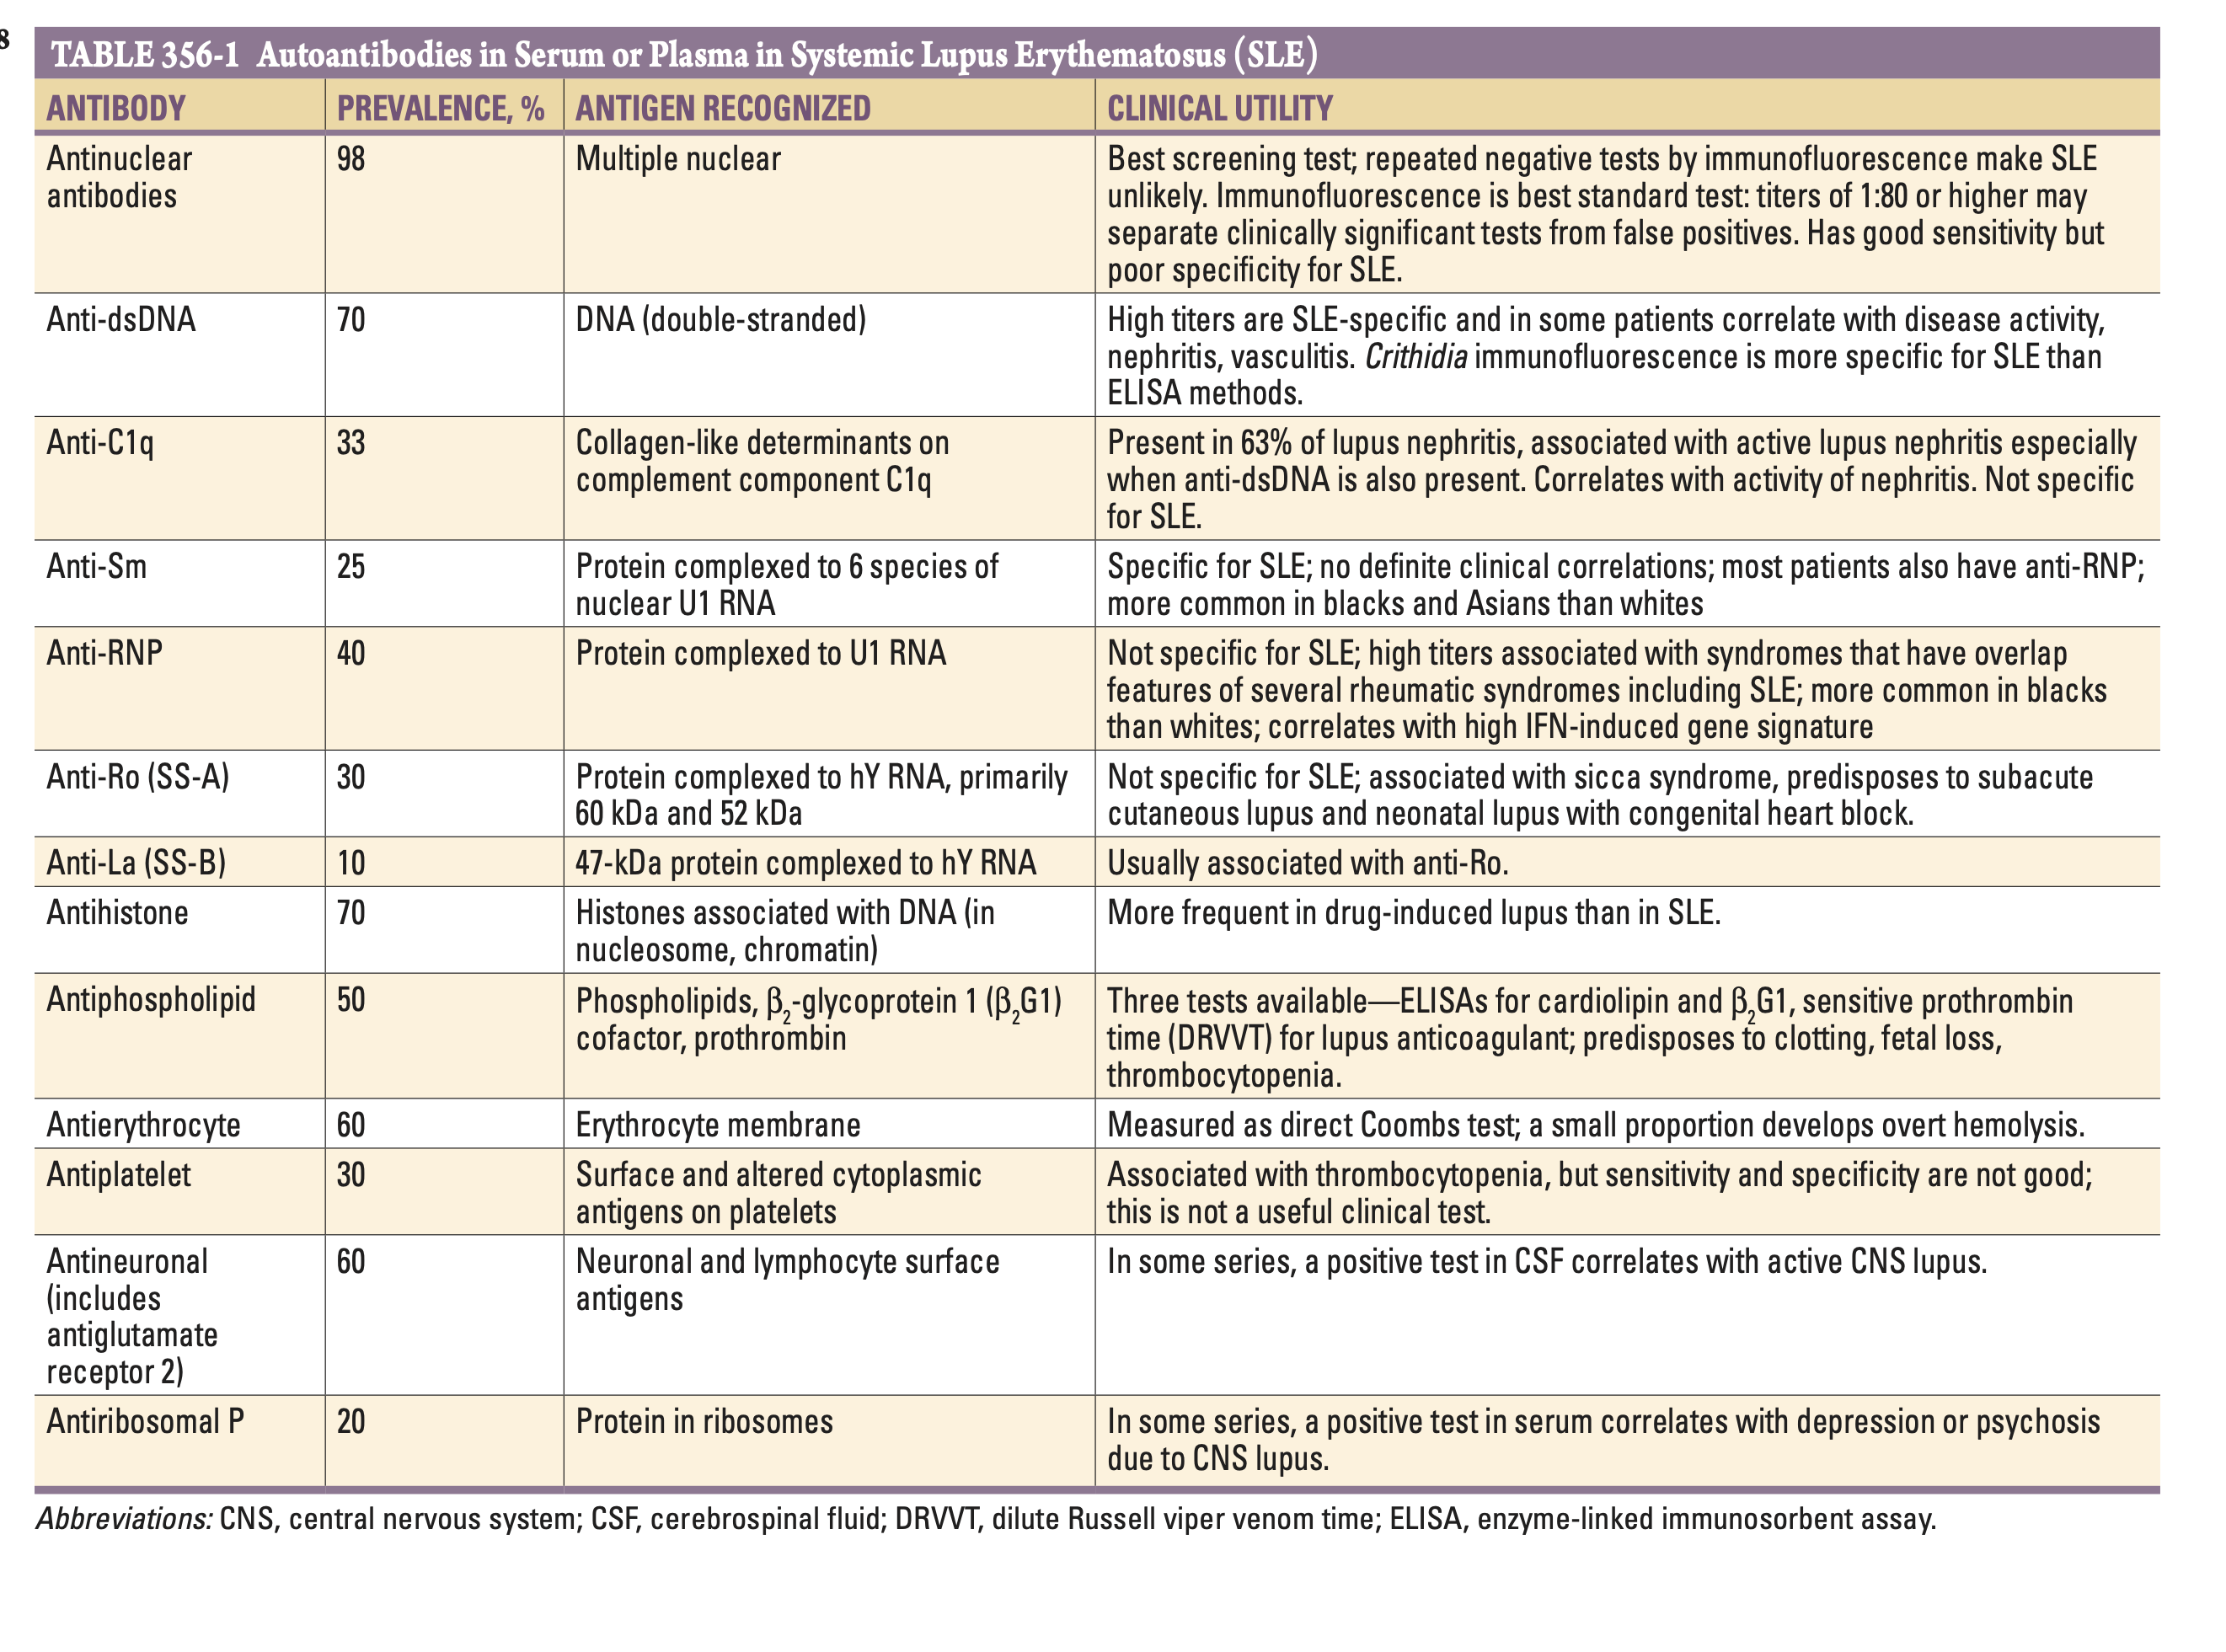 8
TABLE 356-1 Autoantibodies in Serum or Plasma in Systemic Lupus Erythematosus (SLE)
ANTIBODY PREVALENCE, % ANTIGEN RECOGNIZED CLINICAL UTILITY
Antinuclear
antibodies
98
Multiple nuclear
Best screening test; repeated negative tests by immunofluorescence make SLE
unlikely. Immunofluorescence is best standard test: titers of 1:80 or higher may
separate clinically significant tests from false positives. Has good sensitivity but
poor specificity for SLE.
Anti-dsDNA
70
DNA (double-stranded)
High titers are SLE-specific and in some patients correlate with disease activity,
nephritis, vasculitis. Crithidia immunofluorescence is more specific for SLE than
ELISA methods.
Anti-C1q
33
Collagen-like determinants on
complement component C1q
Present in 63% of lupus nephritis, associated with active lupus nephritis especially
when anti-dsDNA is also present. Correlates with activity of nephritis. Not specific
for SLE.
Anti-Sm
25
Protein complexed to 6 species of
nuclear U1 RNA
Specific for SLE; no definite clinical correlations; most patients also have anti-RNP;
more common in blacks and Asians than whites
Anti-RNP
40
Protein complexed to U1 RNA
Not specific for SLE; high titers associated with syndromes that have overlap
features of several rheumatic syndromes including SLE; more common in blacks
than whites; correlates with high IFN-induced gene signature
Anti-Ro (SS-A)
30
Protein complexed to hY RNA, primarily
60 kDa and 52 kDa
Not specific for SLE; associated with sicca syndrome, predisposes to subacute
cutaneous lupus and neonatal lupus with congenital heart block.
Anti-La (SS-B)
10
47-kDa protein complexed to hY RNA
Usually associated with anti-Ro.
Antihistone
70
Histones associated with DNA (in
nucleosome, chromatin)
More frequent in drug-induced lupus than in SLE.
Antiphospholipid
50
Phospholipids, β₂-glycoprotein 1 (β₂G1)
cofactor, prothrombin
Three tests available—ELISAs for cardiolipin and β₂G1, sensitive prothrombin
time (DRVVT) for lupus anticoagulant; predisposes to clotting, fetal loss,
thrombocytopenia.
Antierythrocyte
60
Erythrocyte membrane
Measured as direct Coombs test; a small proportion develops overt hemolysis.
Antiplatelet
30
Surface and altered cytoplasmic
antigens on platelets
Associated with thrombocytopenia, but sensitivity and specificity are not good;
this is not a useful clinical test.
Antineuronal
(includes
antiglutamate
receptor 2)
60
Neuronal and lymphocyte surface
antigens
In some series, a positive test in CSF correlates with active CNS lupus.
Antiribosomal P
20
Protein in ribosomes
In some series, a positive test in serum correlates with depression or psychosis
due to CNS lupus.
Abbreviations: CNS, central nervous system; CSF, cerebrospinal fluid; DRVVT, dilute Russell viper venom time; ELISA, enzyme-linked immunosorbent assay.